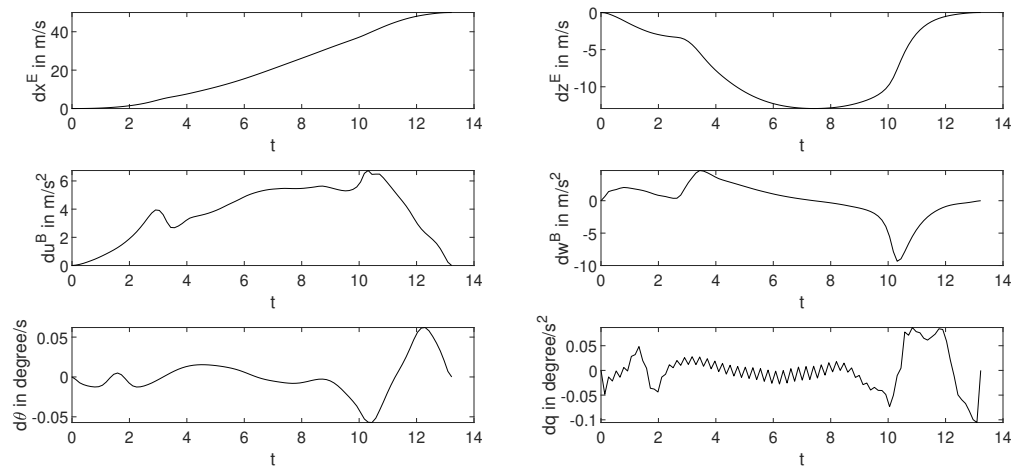 dx^E in m/s
40
20
0
0 2 4 6 8 10 12 14
t
dz^E in m/s
0
-5
-10
0 2 4 6 8 10 12 14
t
du^B in m/s^2
6
4
2
0
0 2 4 6 8 10 12 14
t
dw^B in m/s^2
0
-5
-10
0 2 4 6 8 10 12 14
t
dθ in degree/s
0.05
0
-0.05
0 2 4 6 8 10 12 14
t
dq in degree/s^2
0.05
0
-0.05
-0.1
0 2 4 6 8 10 12 14
t